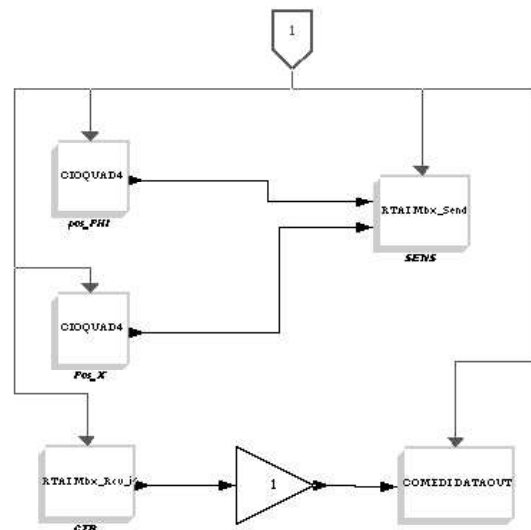 1
CIOQUAD4
pos_PHI
RTAIMbx_Send
SENS
CIOQUAD4
Pos_X
1
COMEDIDATAOUT